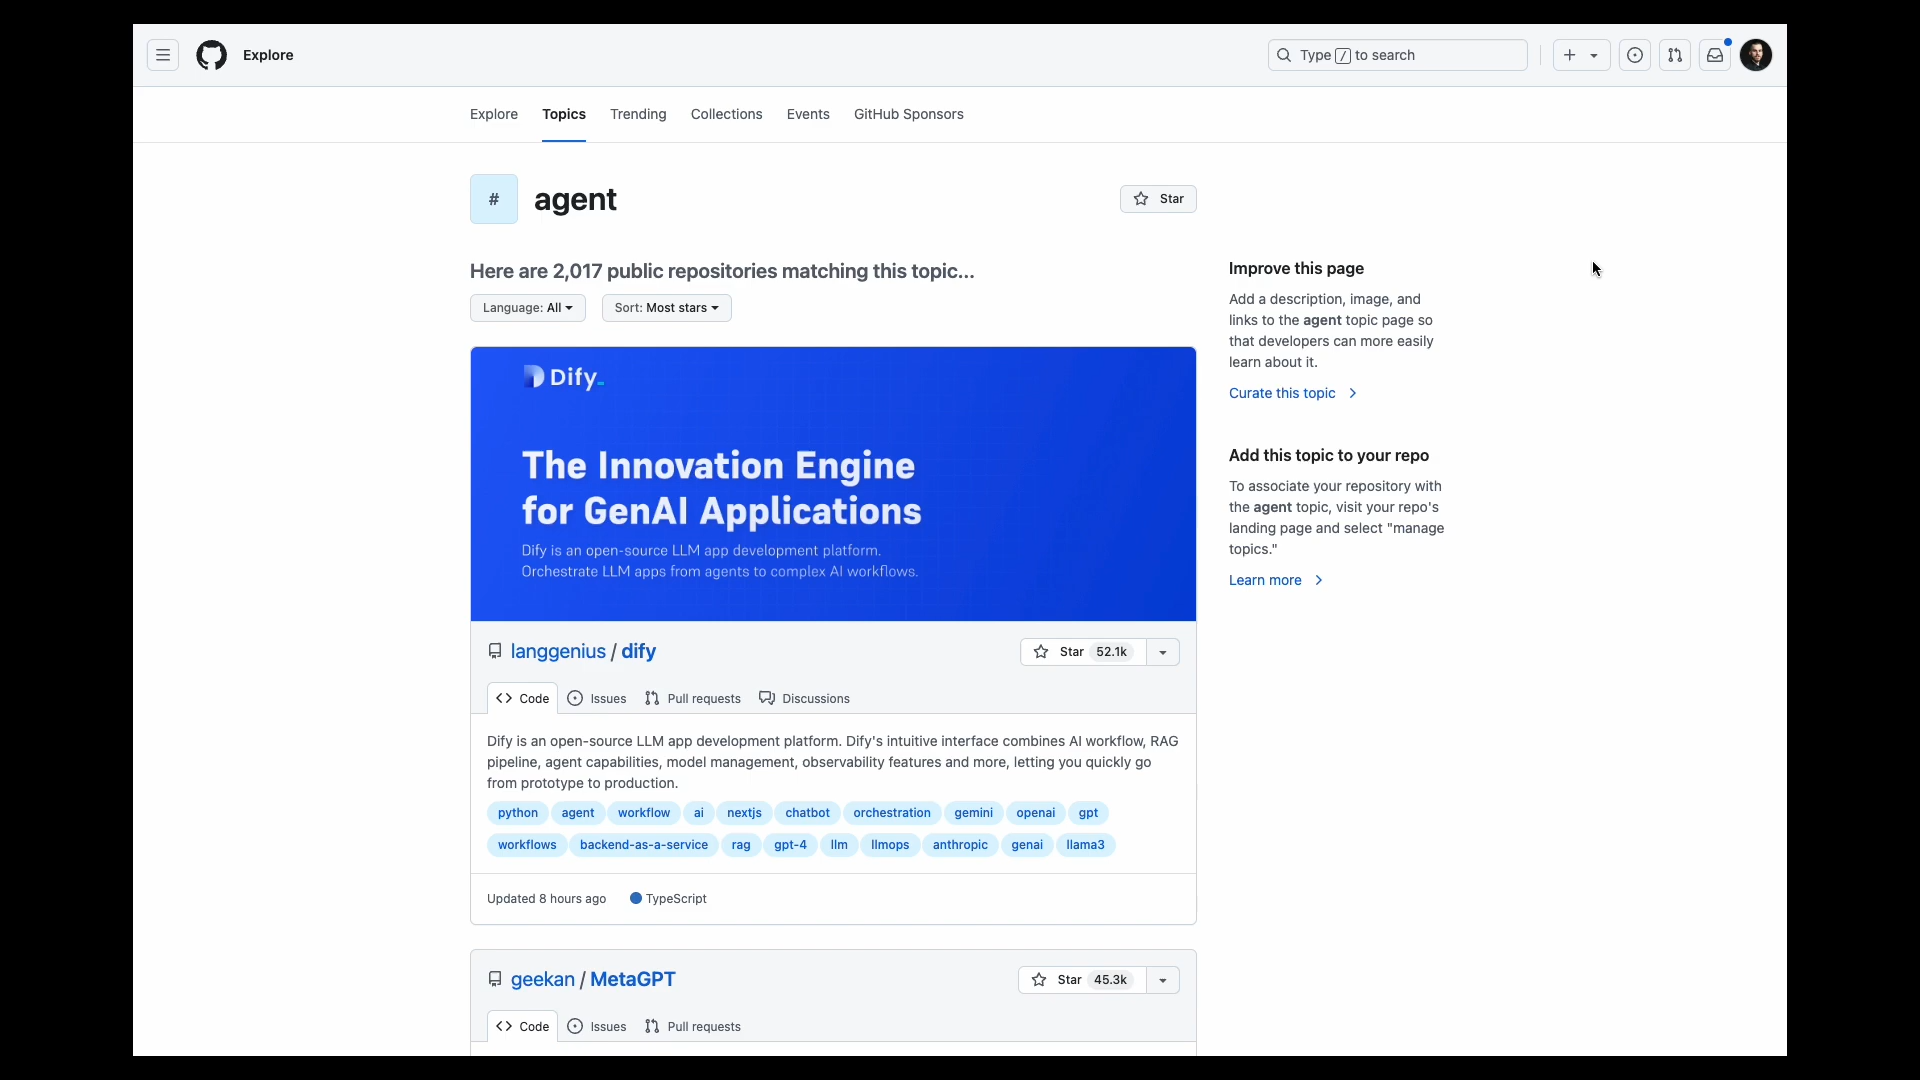 Explore
Type / to search
Explore Topics Trending Collections Events GitHub Sponsors
# agent
Star
Here are 2,017 public repositories matching this topic...
Language: All
Sort: Most stars
Dify.
The Innovation Engine
for GenAI Applications
Dify is an open-source LLM app development platform.
Orchestrate LLM apps from agents to complex AI workflows.
langgenius / dify
Star 52.1k
Code Issues Pull requests Discussions
Dify is an open-source LLM app development platform. Dify's intuitive interface combines AI workflow, RAG
pipeline, agent capabilities, model management, observability features and more, letting you quickly go
from prototype to production.
python agent workflow ai nextjs chatbot orchestration gemini openai gpt
workflows backend-as-a-service rag gpt-4 llm llmops anthropic genai llama3
Updated 8 hours ago TypeScript
geekan / MetaGPT
Star 45.3k
Code Issues Pull requests
Improve this page
Add a description, image, and
links to the agent topic page so
that developers can more easily
learn about it.
Curate this topic
Add this topic to your repo
To associate your repository with
the agent topic, visit your repo's
landing page and select "manage
topics."
Learn more